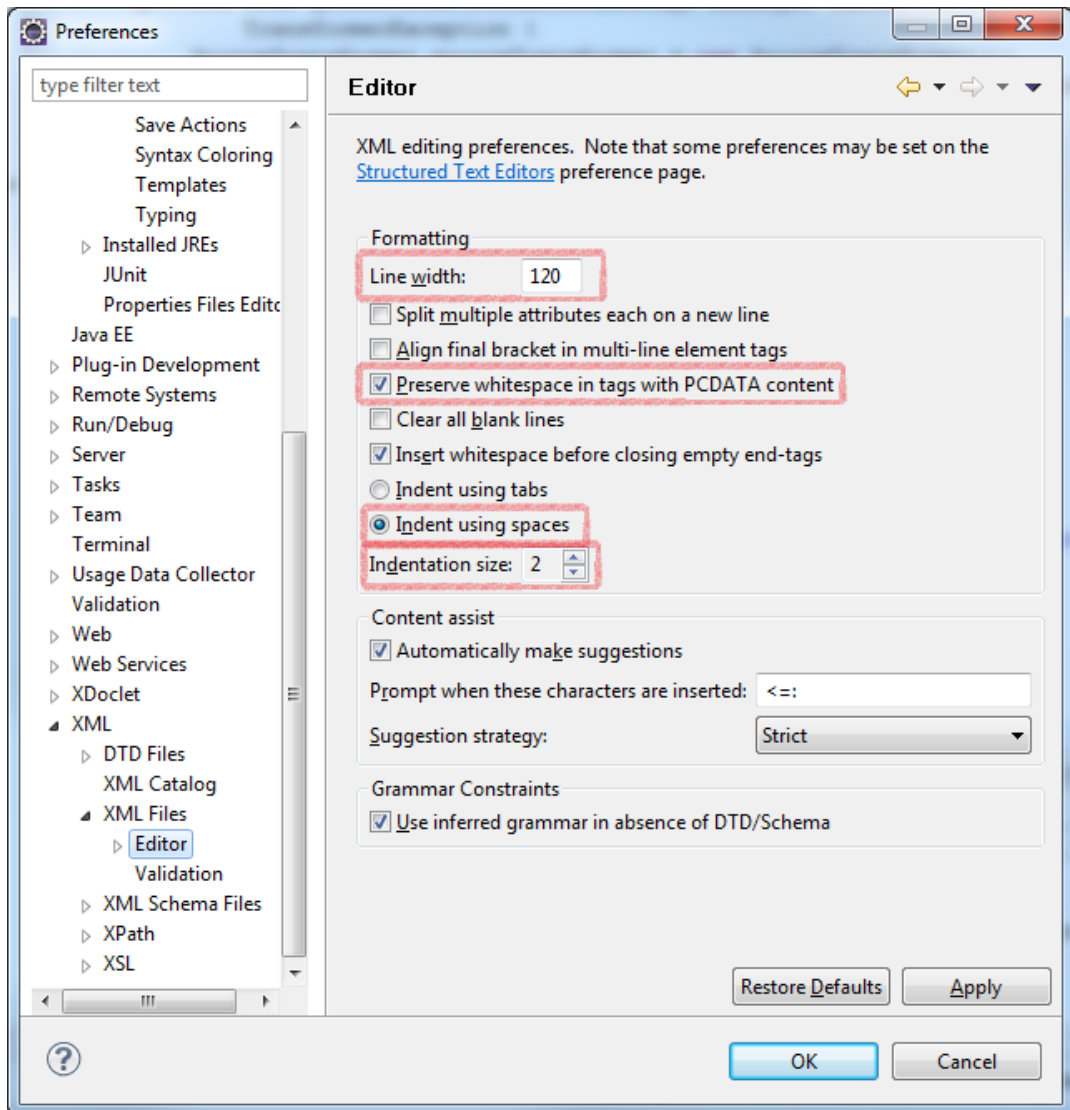 Preferences
type filter text
Save Actions
Syntax Coloring
Templates
Typing
Installed JREs
JUnit
Properties Files Edito
Java EE
Plug-in Development
Remote Systems
Run/Debug
Server
Tasks
Team
Terminal
Usage Data Collector
Validation
Web
Web Services
XDoclet
XML
DTD Files
XML Catalog
XML Files
Editor
Validation
XML Schema Files
XPath
XSL
Editor
XML editing preferences.  Note that some preferences may be set on the
Structured Text Editors preference page.
Formatting
Line width: 120
Split multiple attributes each on a new line
Align final bracket in multi-line element tags
Preserve whitespace in tags with PCDATA content
Clear all blank lines
Insert whitespace before closing empty end-tags
Indent using tabs
Indent using spaces
Indentation size: 2
Content assist
Automatically make suggestions
Prompt when these characters are inserted: <=:
Suggestion strategy: Strict
Grammar Constraints
Use inferred grammar in absence of DTD/Schema
Restore Defaults Apply
OK Cancel